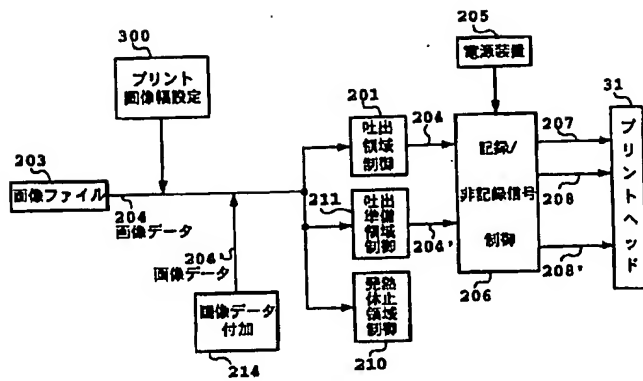 300
プリント
画像幅設定
203
画像ファイル
204
画像データ
204'
画像データ
画像データ
付加
214
201
吐出
領域
制御
204
211
吐出
準備
領域
制御
204'
発熱
休止
領域
制御
210
205
電源装置
記録/
非記録信号
制御
206
207
208
208'
31
プリントヘッド